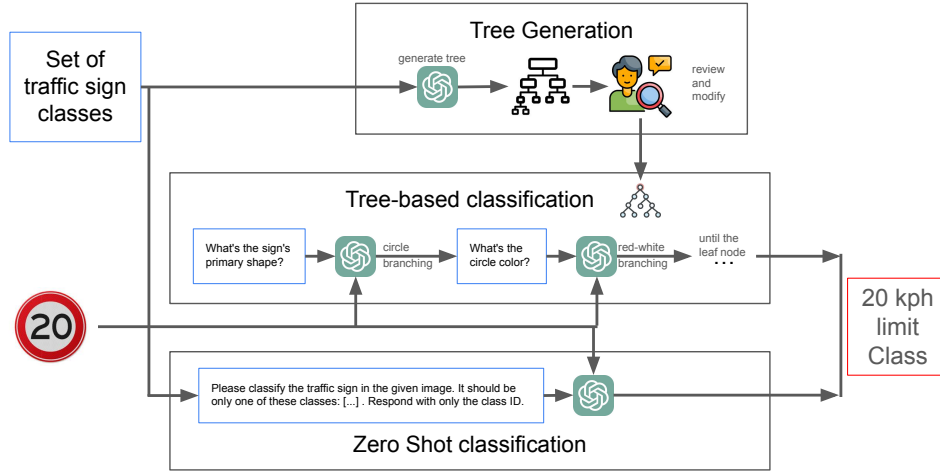 Tree Generation
Set of
traffic sign
classes
generate tree
review
and
modify
Tree-based classification
What's the sign's
primary shape?
circle
branching
What's the
circle color?
red-white
branching
until the
leaf node
...
20
20 kph
limit
Class
Please classify the traffic sign in the given image. It should be
only one of these classes: [...] . Respond with only the class ID.
Zero Shot classification